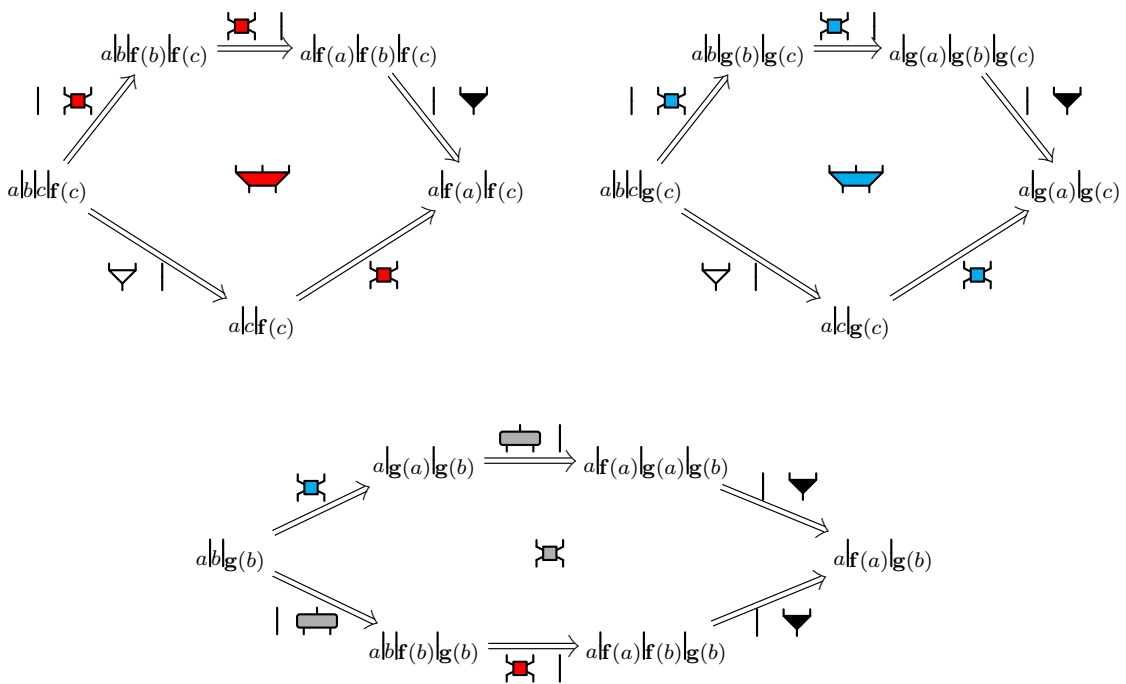 a|b|f(b)|f(c) a|f(a)|f(b)|f(c)
a|b|c|f(c) a|f(a)|f(c)
a|c|f(c)
a|b|g(b)|g(c) a|g(a)|g(b)|g(c)
a|b|c|g(c) a|g(a)|g(c)
a|c|g(c)
a|g(a)|g(b) a|f(a)|g(a)|g(b)
a|b|g(b) a|f(a)|g(b)
a|b|f(b)|g(b) a|f(a)|f(b)|g(b)